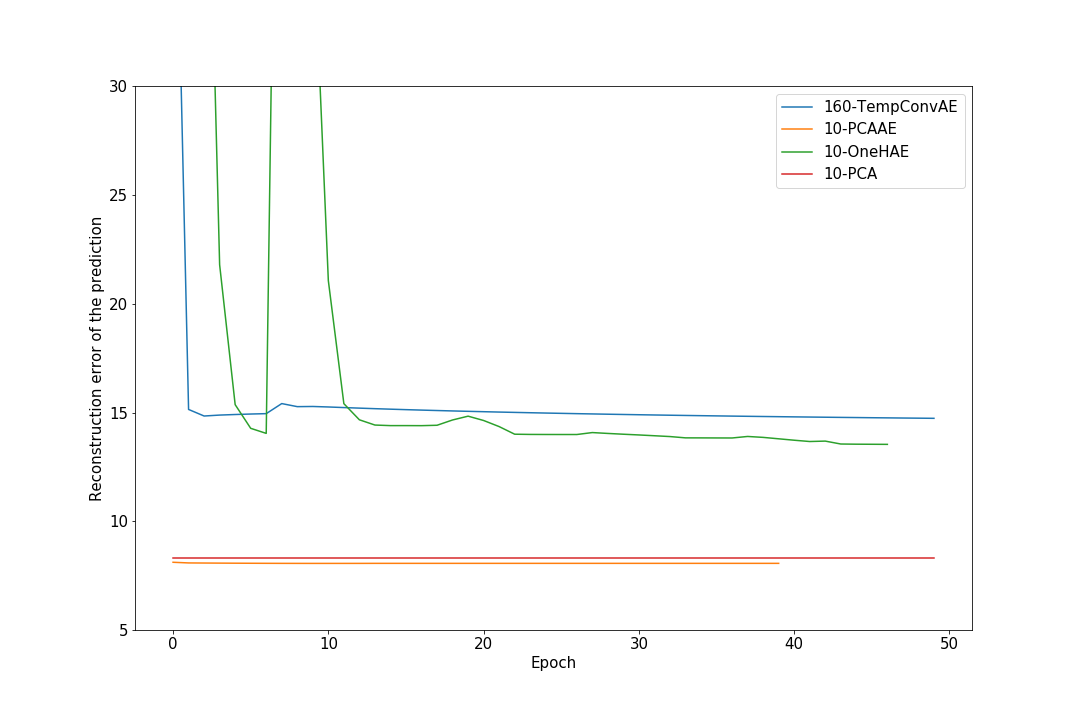 30
25
20
15
10
5
Reconstruction error of the prediction
0
10
20
30
40
50
Epoch
160-TempConvAE
10-PCAAE
10-OneHAE
10-PCA